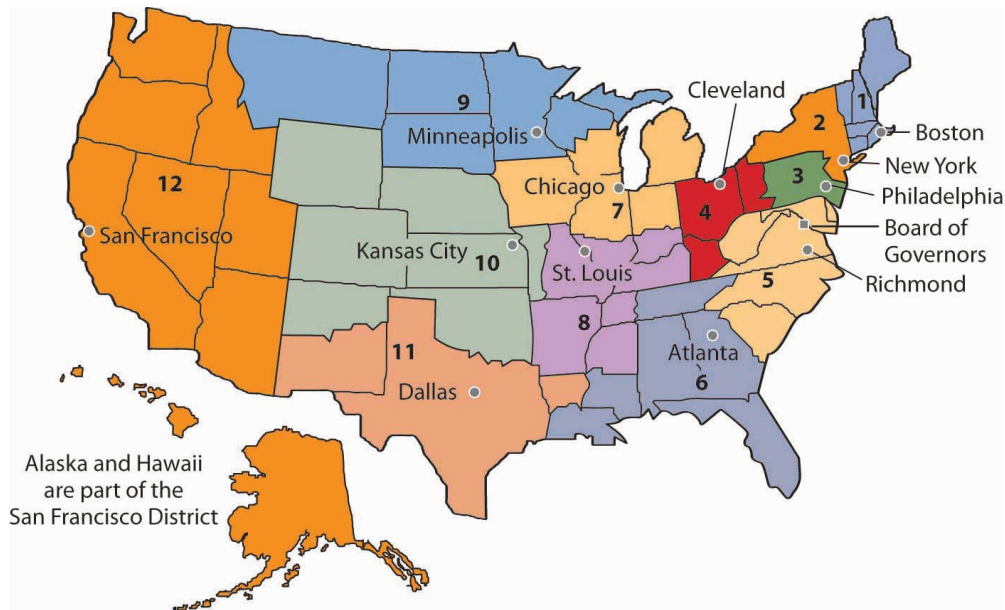 Cleveland
1
9
2
Minneapolis
Boston
New York
3
Chicago
Philadelphia
12
7
4
Board of
Governors
San Francisco
Kansas City
10
St. Louis
5
Richmond
8
11
Atlanta
6
Dallas
Alaska and Hawaii
are part of the
San Francisco District